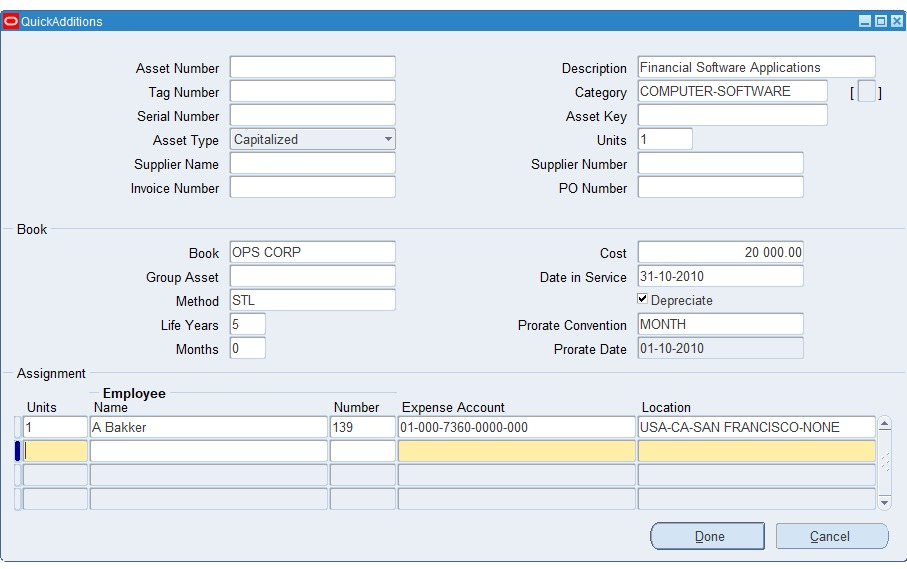 QuickAdditions
Asset Number Description Financial Software Applications
Tag Number Category COMPUTER-SOFTWARE [ ]
Serial Number Asset Key
Asset Type Capitalized Units 1
Supplier Name Supplier Number
Invoice Number PO Number
Book
Book OPS CORP Cost 20 000.00
Group Asset Date in Service 31-10-2010
Method STL Depreciate
Life Years 5 Prorate Convention MONTH
Months 0 Prorate Date 01-10-2010
Assignment
Employee
Units Name Number Expense Account Location
1 A Bakker 139 01-000-7360-0000-000 USA-CA-SAN FRANCISCO-NONE
Done Cancel